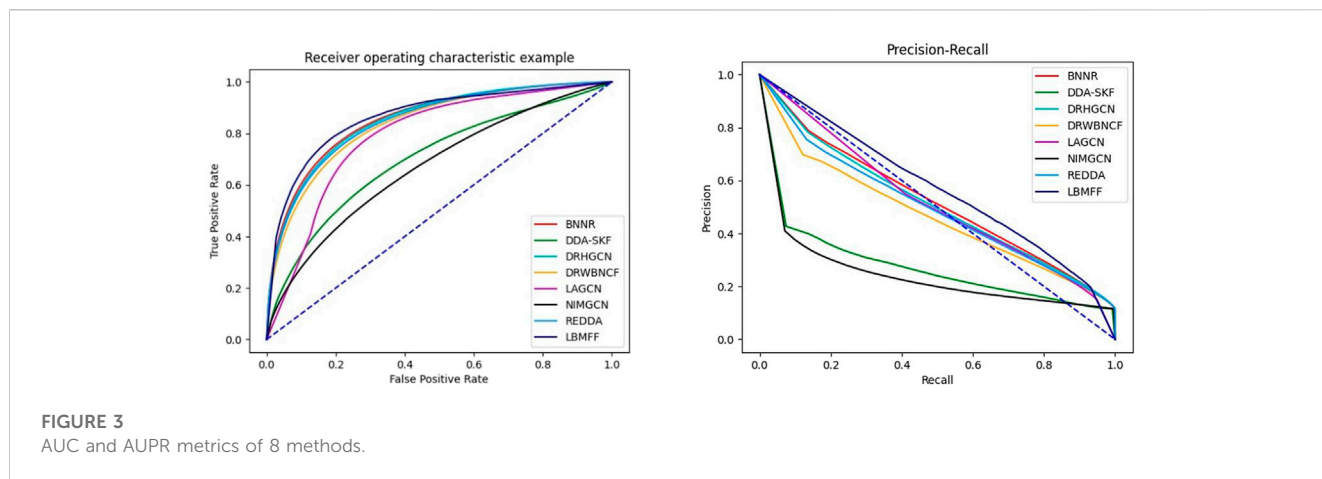 Receiver operating characteristic example
True Positive Rate
1.0
0.8
0.6
0.4
0.2
0.0
0.0 0.2 0.4 0.6 0.8 1.0
False Positive Rate
BNNR
DDA-SKF
DRHGCN
DRWBNCF
LAGCN
NIMGCN
REDDA
LBMFF
Precision-Recall
Precision
1.0
0.8
0.6
0.4
0.2
0.0
0.0 0.2 0.4 0.6 0.8 1.0
Recall
BNNR
DDA-SKF
DRHGCN
DRWBNCF
LAGCN
NIMGCN
REDDA
LBMFF
FIGURE 3
AUC and AUPR metrics of 8 methods.